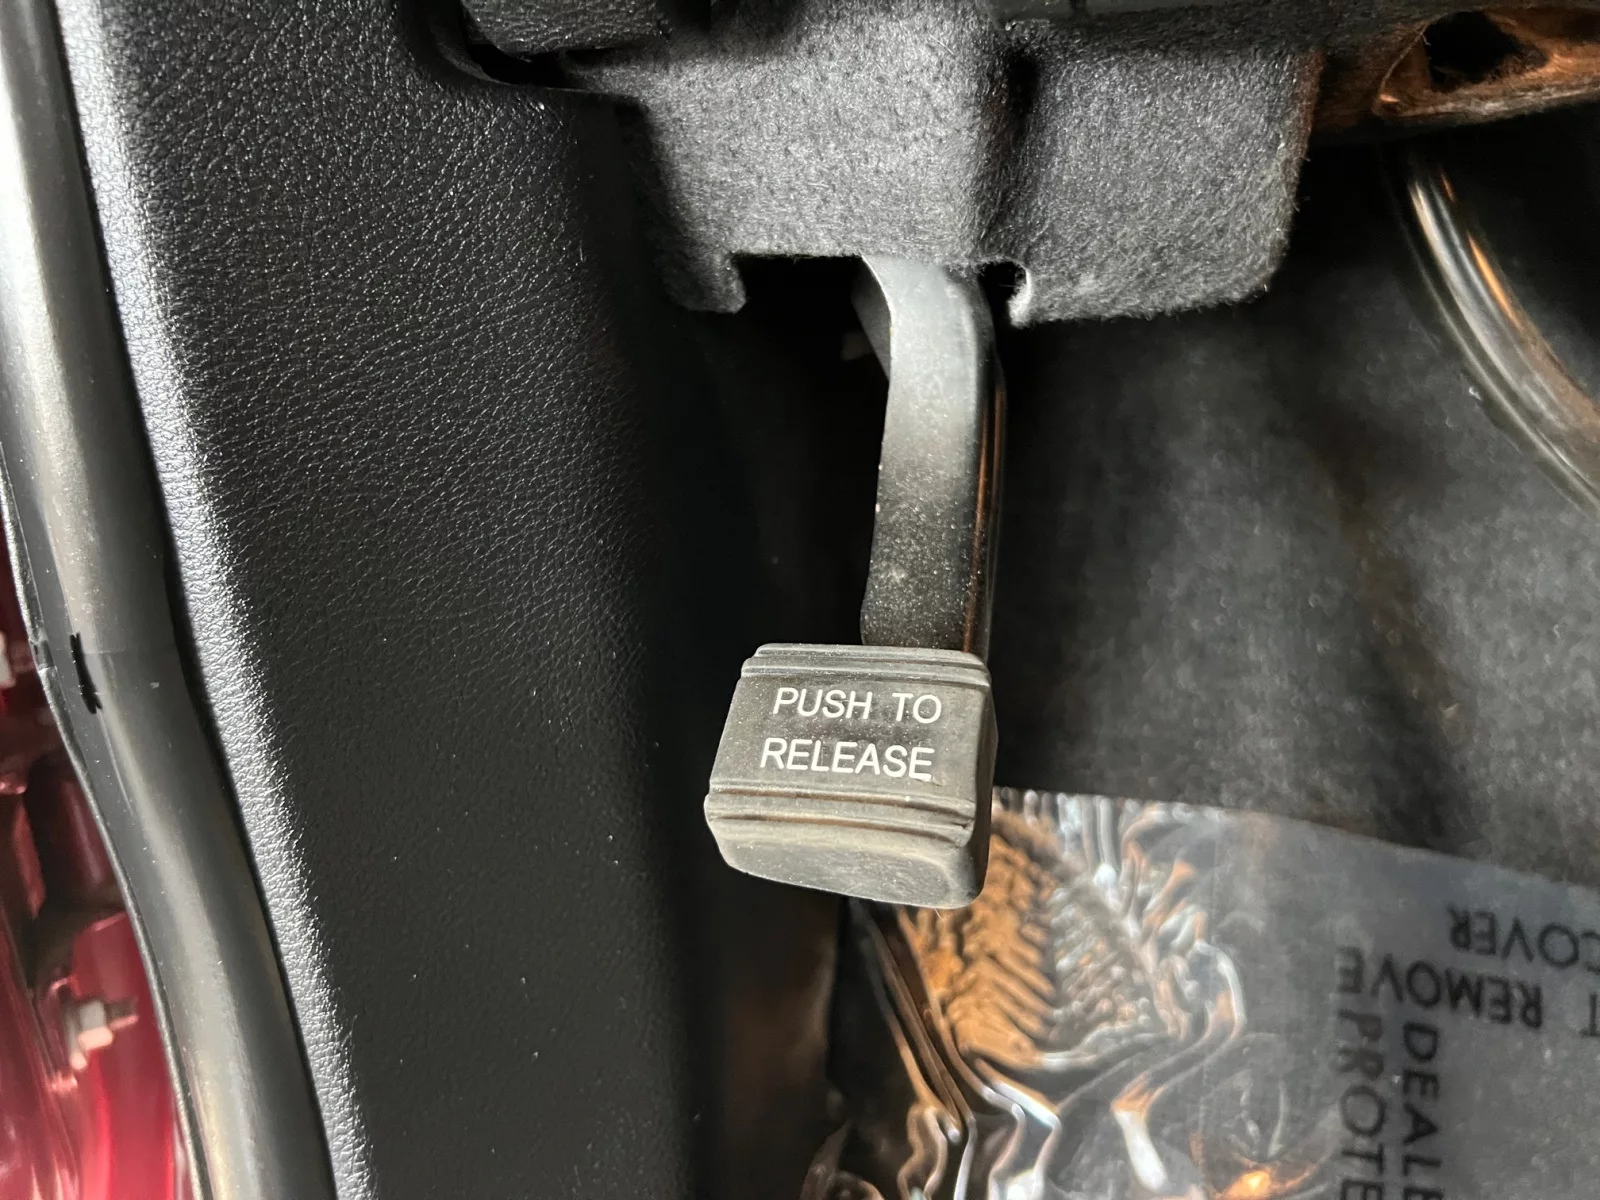 PUSH TO
RELEASE
COVER
T REMOVE
DEALE
PROTE